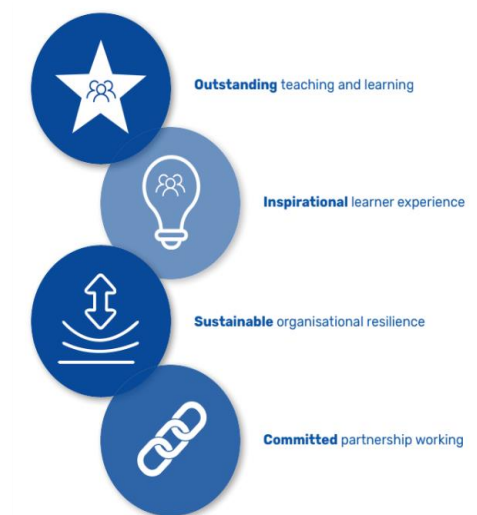 Outstanding teaching and learning
Inspirational learner experience
Sustainable organisational resilience
Committed partnership working